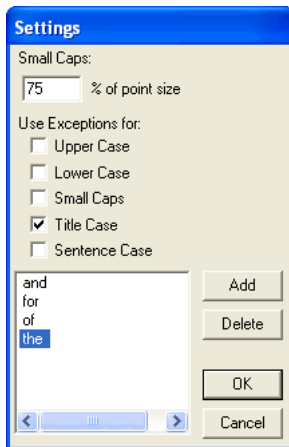 Settings
Small Caps:
75 % of point size
Use Exceptions for:
Upper Case
Lower Case
Small Caps
Title Case
Sentence Case
and
for
of
the
Add
Delete
OK
Cancel